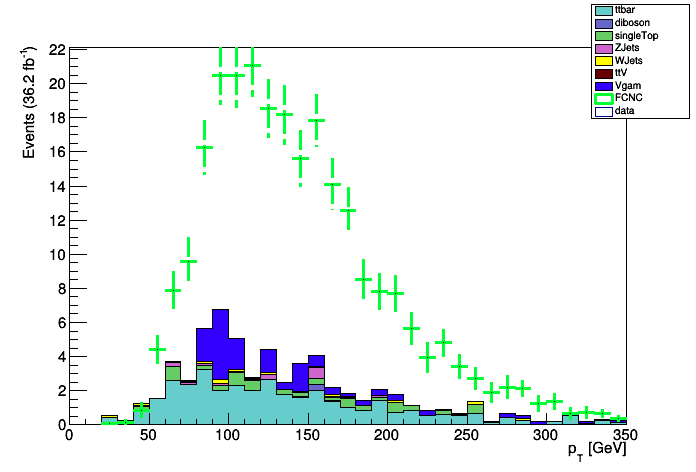 ttbar
diboson
singleTop
ZJets
WJets
ttV
Vgam
FCNC
data
Events (36.2 fb⁻¹)
22
20
18
16
14
12
10
8
6
4
2
0
0 50 100 150 200 250 300 350
p_T [GeV]